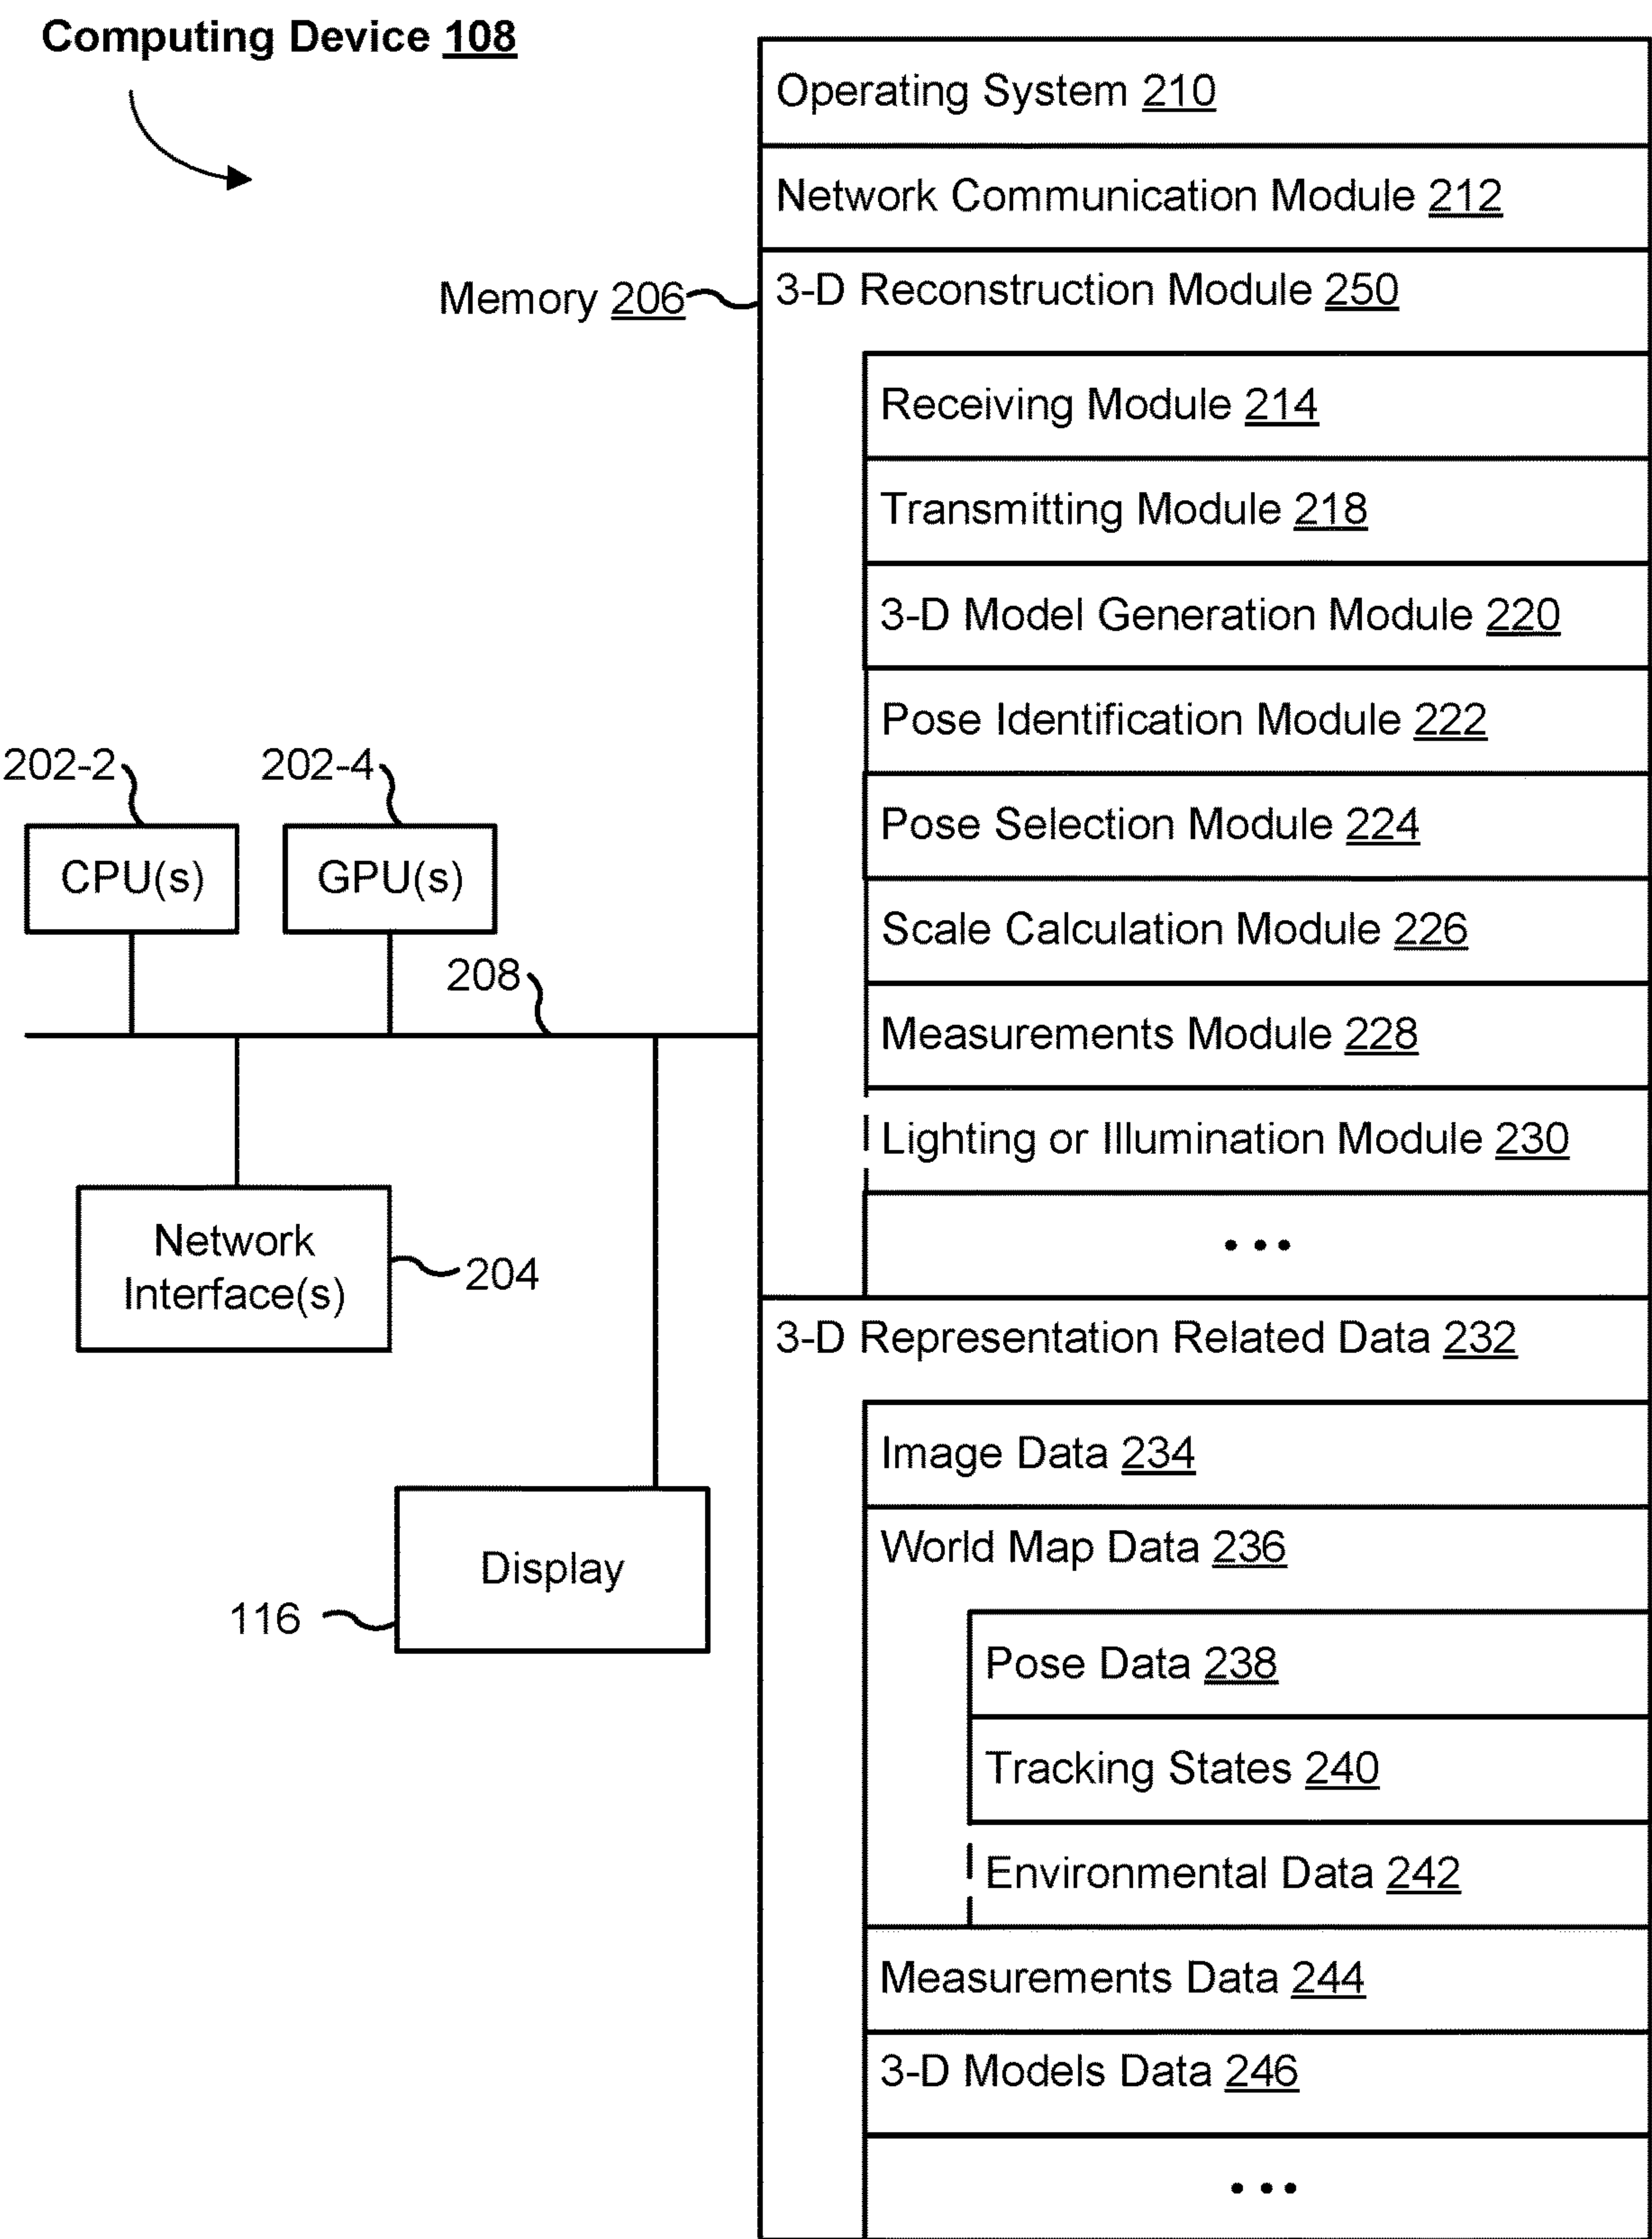 Computing Device 108
Operating System 210
Network Communication Module 212
Memory 206
3-D Reconstruction Module 250
Receiving Module 214
Transmitting Module 218
3-D Model Generation Module 220
Pose Identification Module 222
Pose Selection Module 224
Scale Calculation Module 226
Measurements Module 228
Lighting or Illumination Module 230
...
202-2
202-4
CPU(s)
GPU(s)
208
Network
Interface(s)
204
Display
116
3-D Representation Related Data 232
Image Data 234
World Map Data 236
Pose Data 238
Tracking States 240
Environmental Data 242
Measurements Data 244
3-D Models Data 246
...